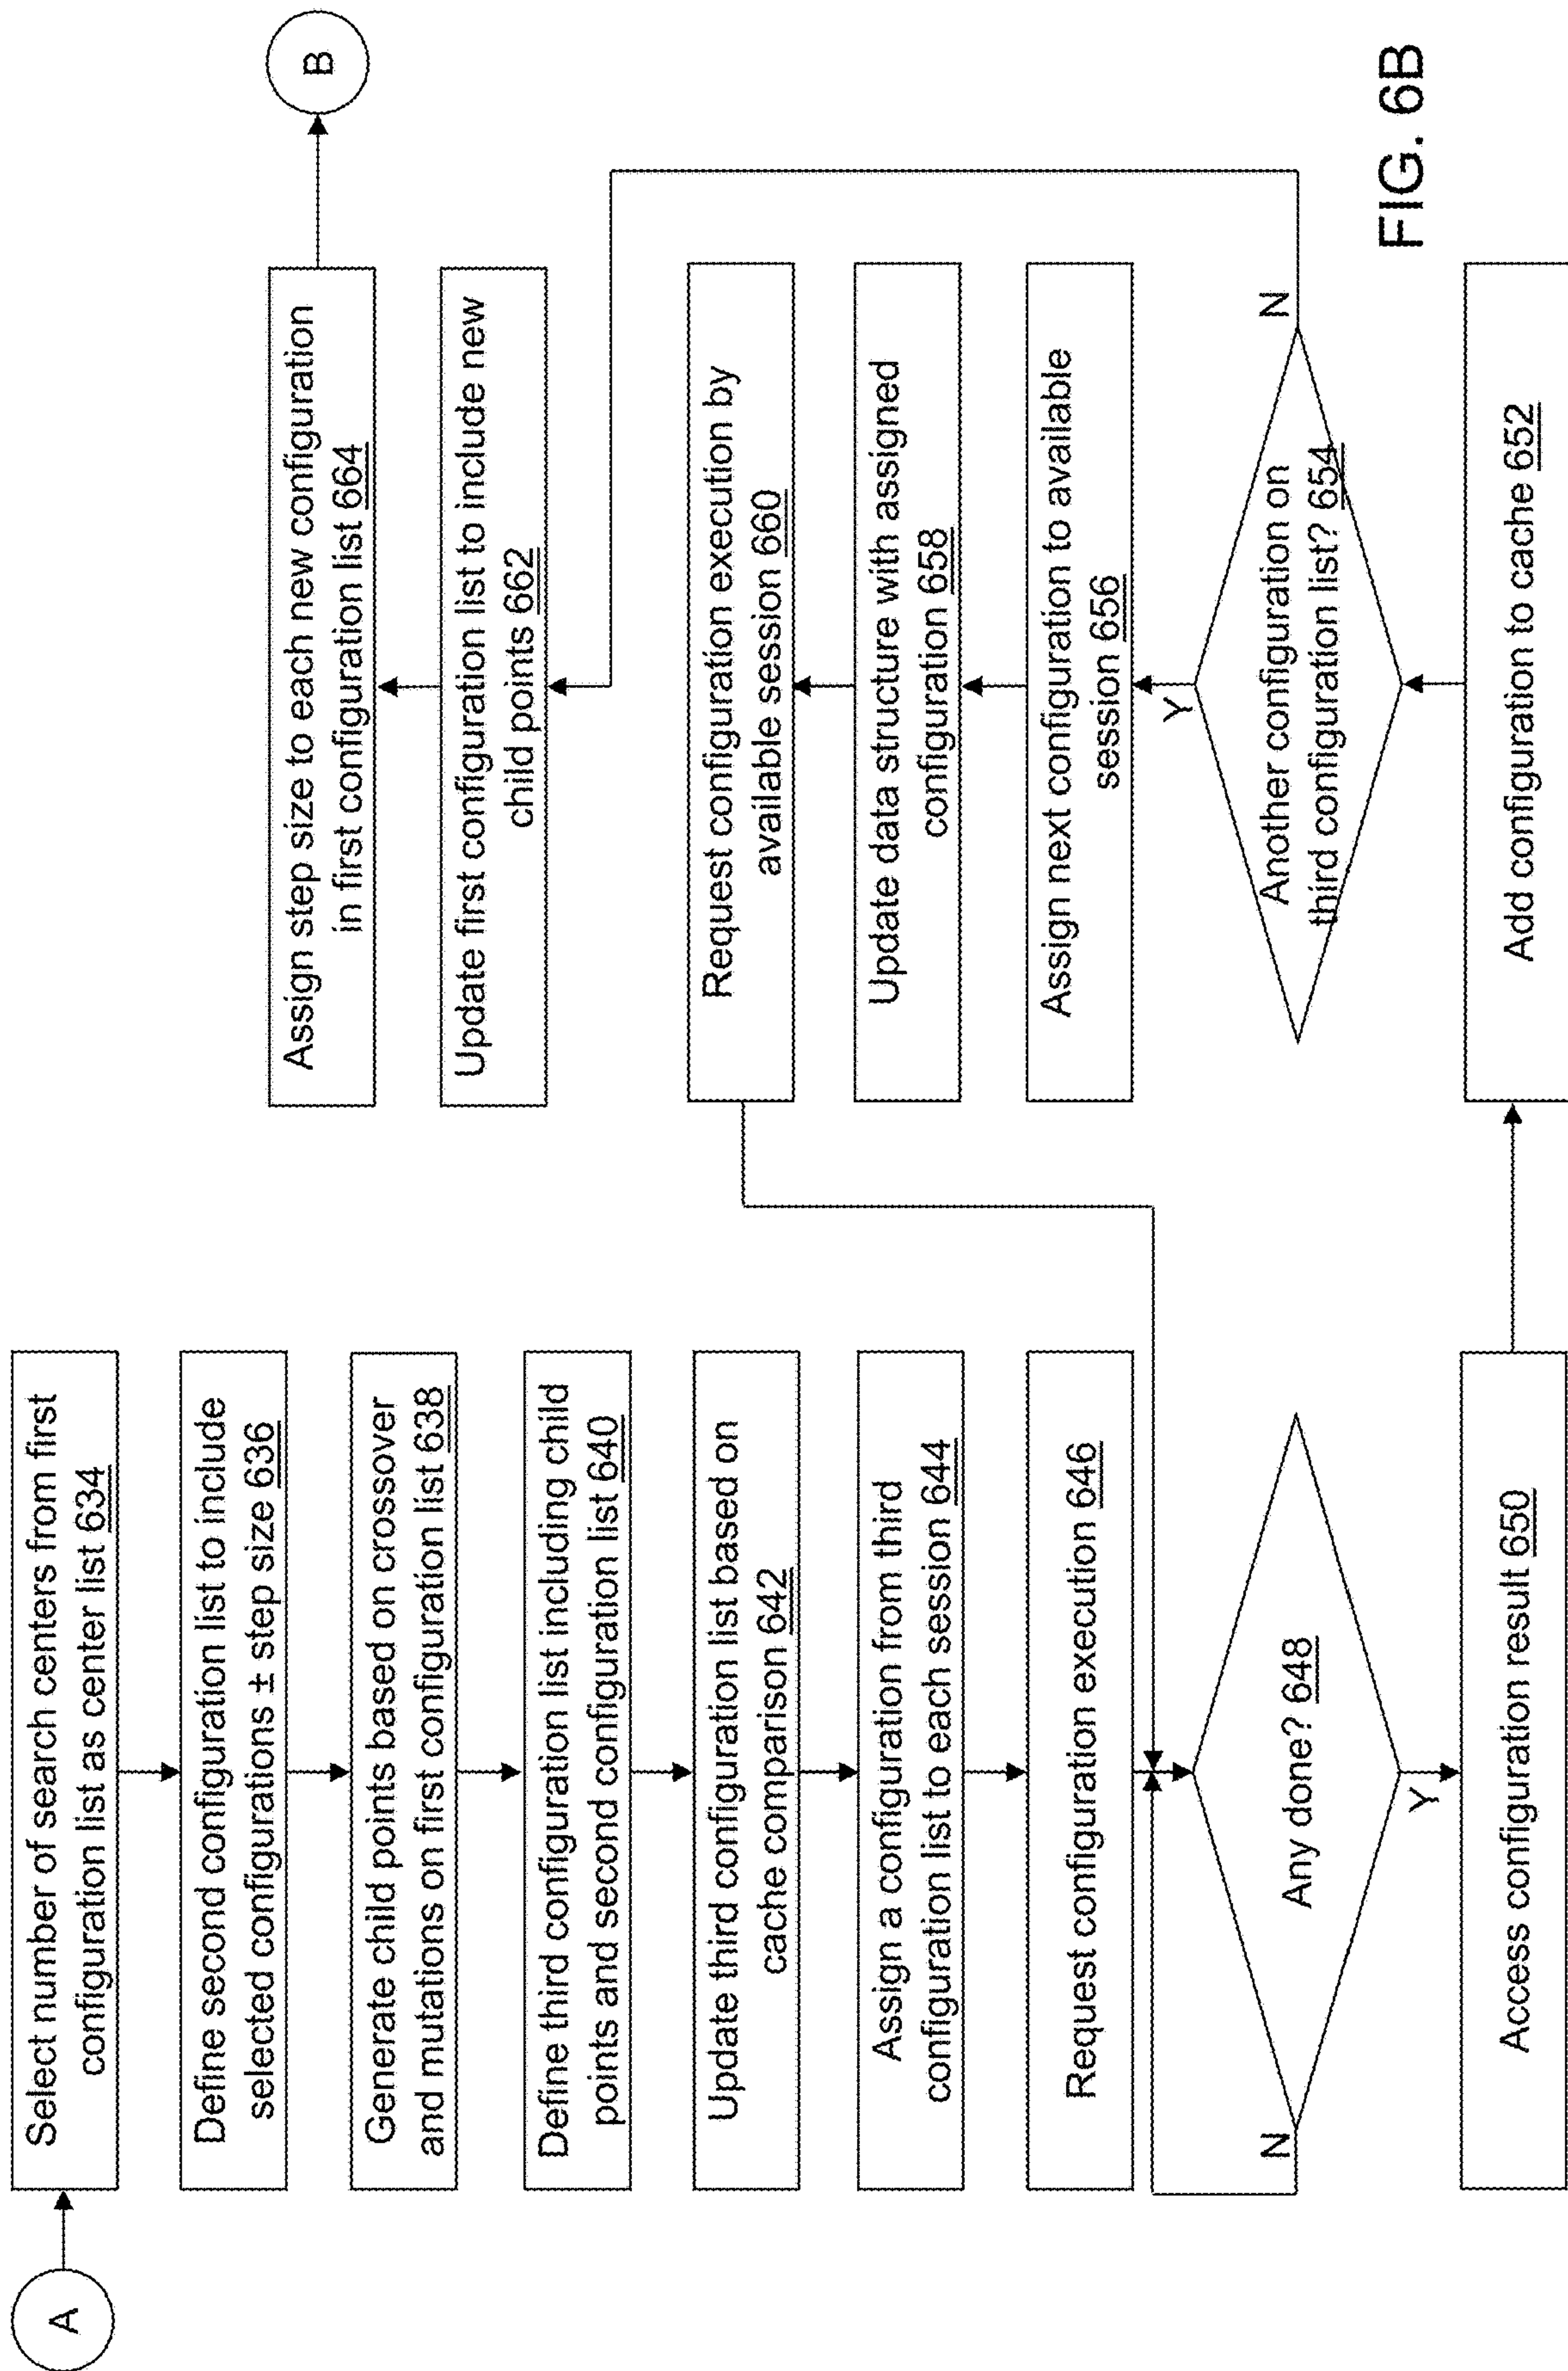 A
Select number of search centers from first
configuration list as center list 634
Define second configuration list to include
selected configurations ± step size 636
Generate child points based on crossover
and mutations on first configuration list 638
Define third configuration list including child
points and second configuration list 640
Update third configuration list based on
cache comparison 642
Assign a configuration from third
configuration list to each session 644
Request configuration execution 646
Any done? 648
N
Y
Access configuration result 650
B
Assign step size to each new configuration
in first configuration list 664
Update first configuration list to include new
child points 662
Request configuration execution by
available session 660
Update data structure with assigned
configuration 658
Assign next configuration to available
session 656
Y
Another configuration on
third configuration list? 654
N
Add configuration to cache 652
FIG. 6B